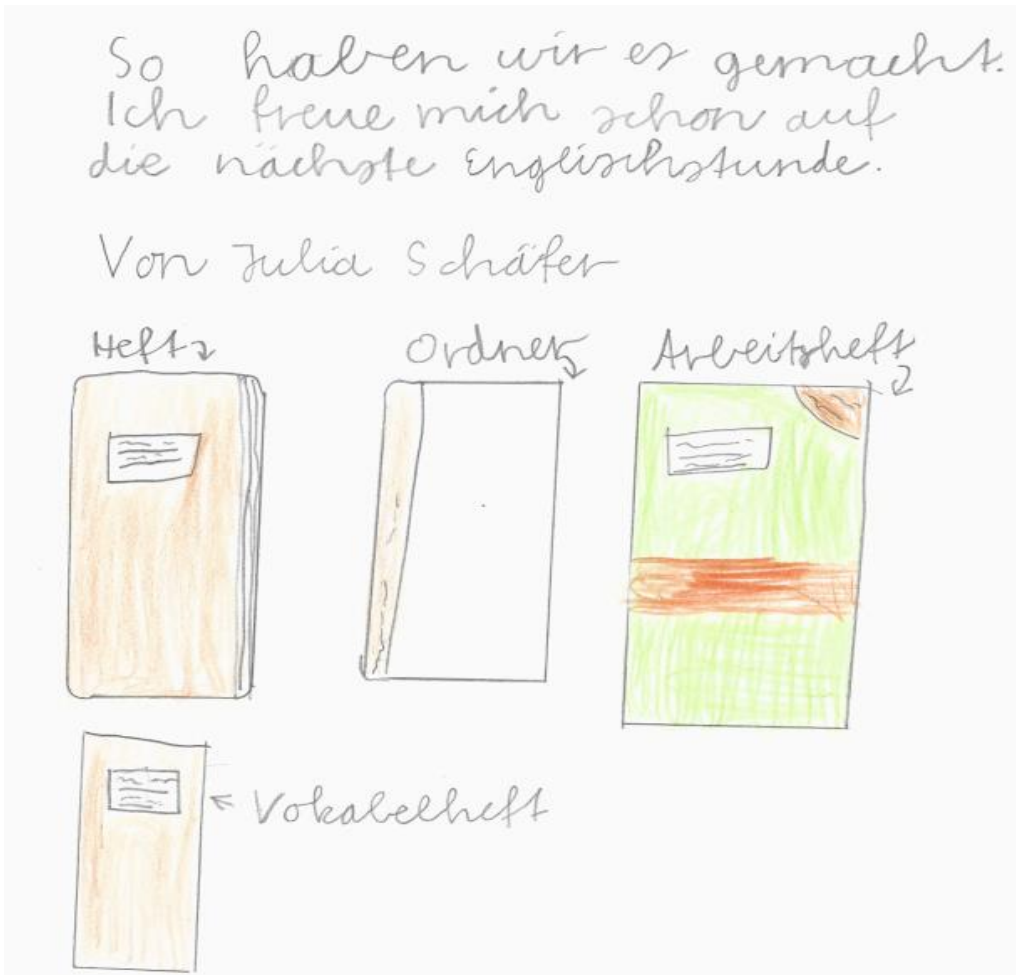 So haben wir es gemacht.
Ich freue mich schon auf
die nächste Englischstunde.
Von Julia Schäfer
Heft
Ordner
Arbeitsheft
Vokabelheft